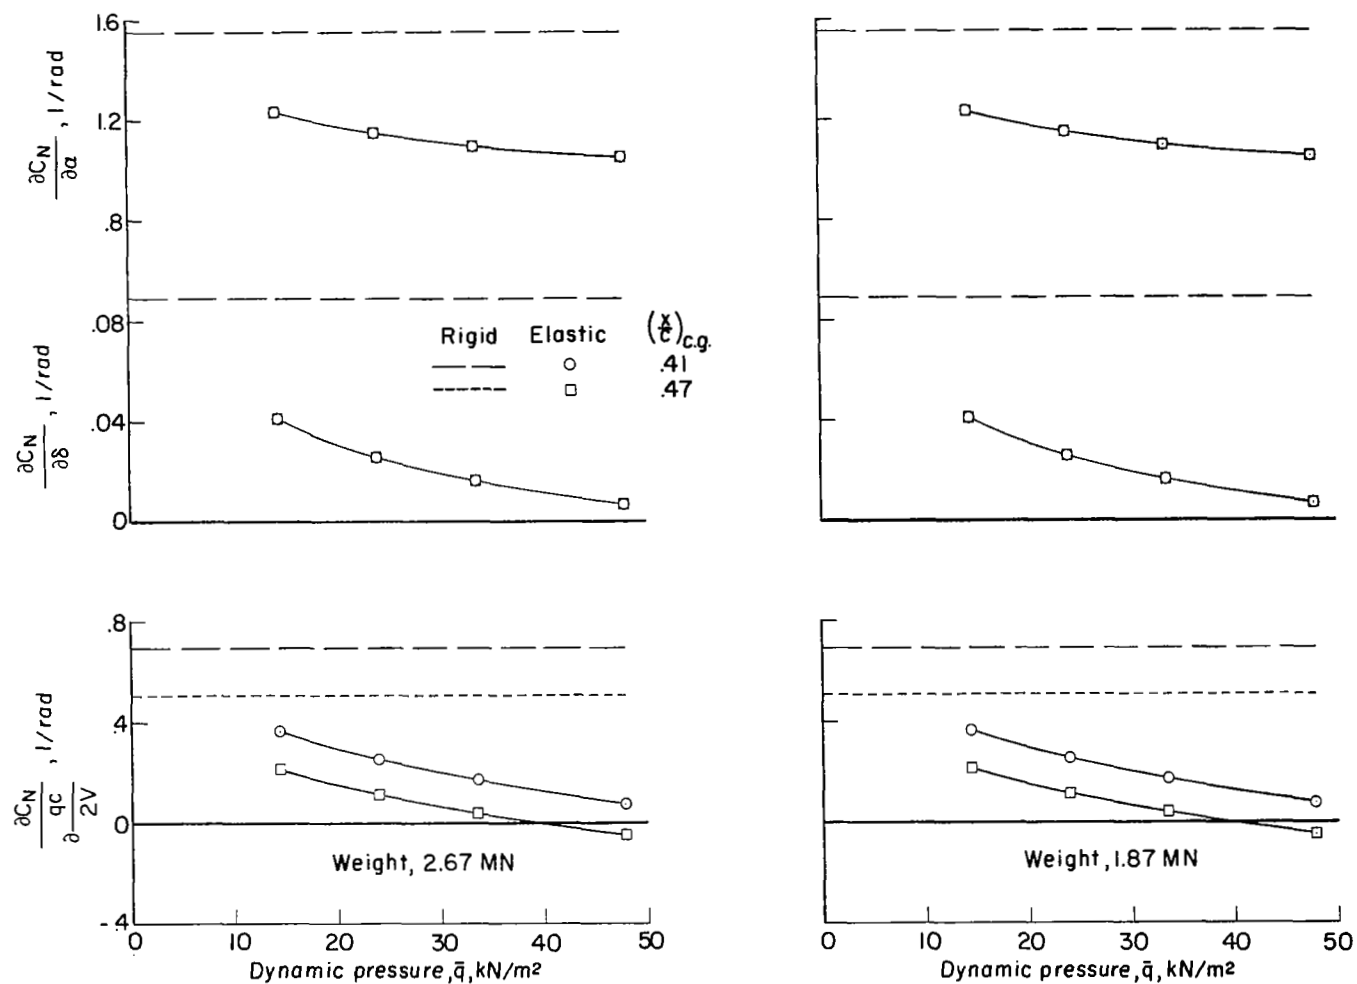 1.6
1.2
.8
∂C_N/∂α, 1/rad
.08
.04
0
∂C_N/∂δ, 1/rad
Rigid Elastic (x/c)c.g.
.41
.47
.8
.4
0
-.4
∂C_N/∂(qc/2V), 1/rad
Weight, 2.67 MN
Weight, 1.87 MN
0 10 20 30 40 50
0 10 20 30 40 50
Dynamic pressure, q̄, kN/m²
Dynamic pressure, q̄, kN/m²